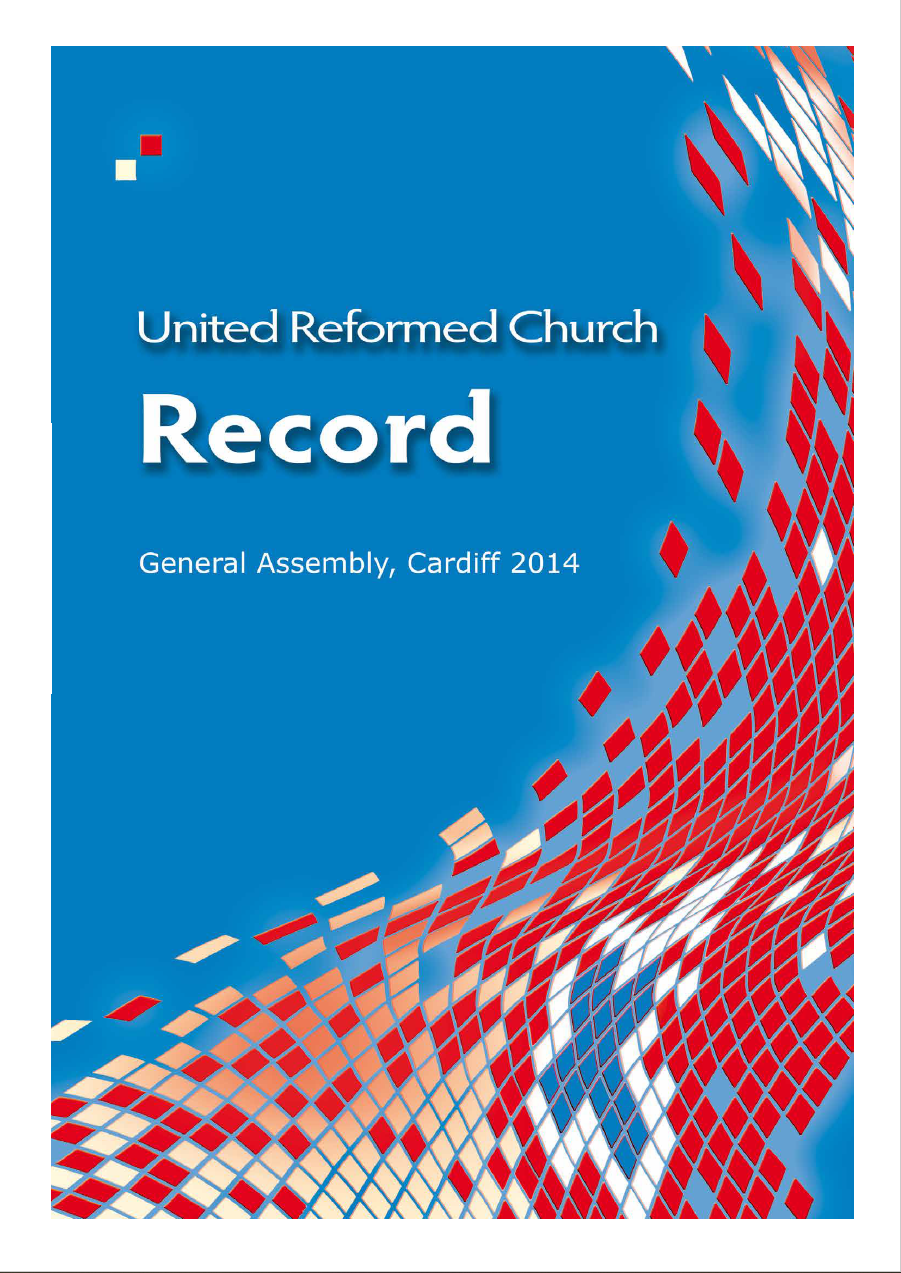 United Reformed Church
Record
General Assembly, Cardiff 2014